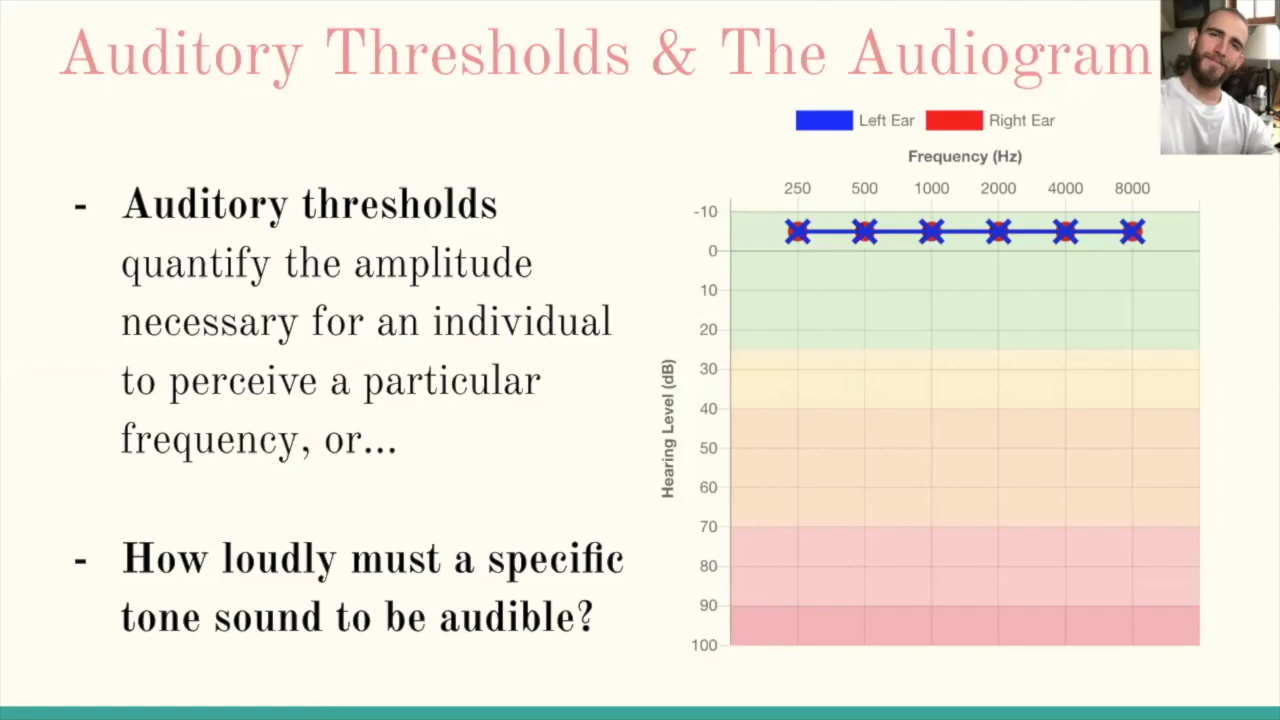 Auditory Thresholds & The Audiogram
- Auditory thresholds
quantify the amplitude
necessary for an individual
to perceive a particular
frequency, or...
- How loudly must a specific
tone sound to be audible?
Left Ear Right Ear
Frequency (Hz)
250 500 1000 2000 4000 8000
Hearing Level (dB)
-10
0
10
20
30
40
50
60
70
80
90
100